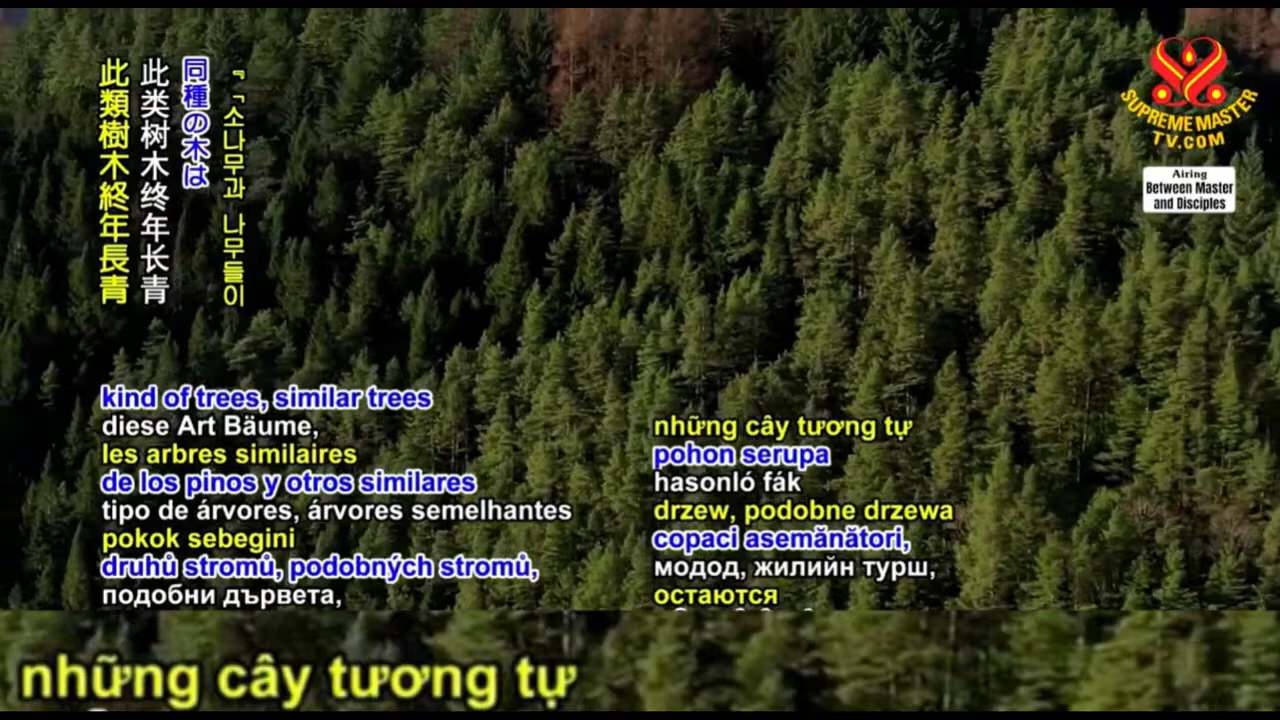 『「소나무과 나무들이
同種の木は
此类树木终年长青
此類樹木終年長青
SUPREME MASTER
TV.COM
Airing
Between Master
and Disciples
kind of trees, similar trees
diese Art Bäume,
les arbres similaires
de los pinos y otros similares
tipo de árvores, árvores semelhantes
pokok sebegini
druhů stromů, podobných stromů,
подобни дървета,
những cây tương tự
pohon serupa
hasonló fák
drzew, podobne drzewa
copaci asemănători,
модод, жилийн турш,
остаются
những cây tương tự